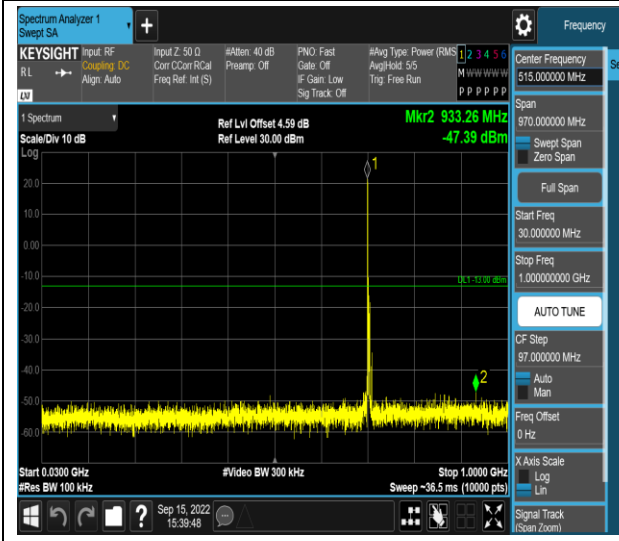 Spectrum Analyzer 1
Swept SA
Frequency
KEYSIGHT
RL
LXI
Input: RF
Coupling: DC
Align: Auto
Input Z: 50 Ω
Corr CCorr RCal
Freq Ref: Int (S)
#Atten: 40 dB
Preamp: Off
PNO: Fast
Gate: Off
IF Gain: Low
Sig Track: Off
#Avg Type: Power (RMS
Avg|Hold: 5/5
Trig: Free Run
1 2 3 4 5 6
M W W W W W
P P P P P P
1 Spectrum
Scale/Div 10 dB
Log
Ref Lvl Offset 4.59 dB
Ref Level 30.00 dBm
Mkr2 933.26 MHz
-47.39 dBm
1
20.0
10.0
0.00
-10.0
DL1 -13.00 dBm
-20.0
-30.0
-40.0
2
-50.0
-60.0
Start 0.0300 GHz
#Res BW 100 kHz
#Video BW 300 kHz
Stop 1.0000 GHz
Sweep ~36.5 ms (10000 pts)
?
Sep 15, 2022
15:39:48
Center Frequency
515.000000 MHz
Se
Span
970.000000 MHz
Swept Span
Zero Span
Full Span
Start Freq
30.000000 MHz
Stop Freq
1.000000000 GHz
AUTO TUNE
CF Step
97.000000 MHz
Auto
Man
Freq Offset
0 Hz
X Axis Scale
Log
Lin
Signal Track
(Span Zoom)